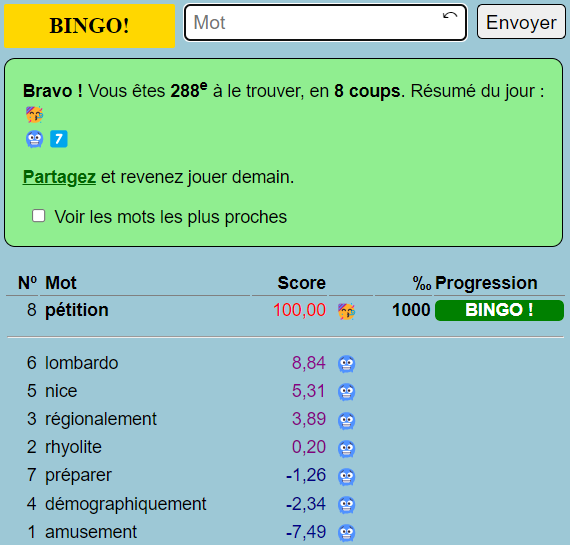 BINGO! Mot Envoyer
Bravo ! Vous êtes 288e à le trouver, en 8 coups. Résumé du jour :
7
Partagez et revenez jouer demain.
Voir les mots les plus proches
Nº Mot Score ‰ Progression
8 pétition 100,00 1000 BINGO !
6 lombardo 8,84
5 nice 5,31
3 régionalement 3,89
2 rhyolite 0,20
7 préparer -1,26
4 démographiquement -2,34
1 amusement -7,49